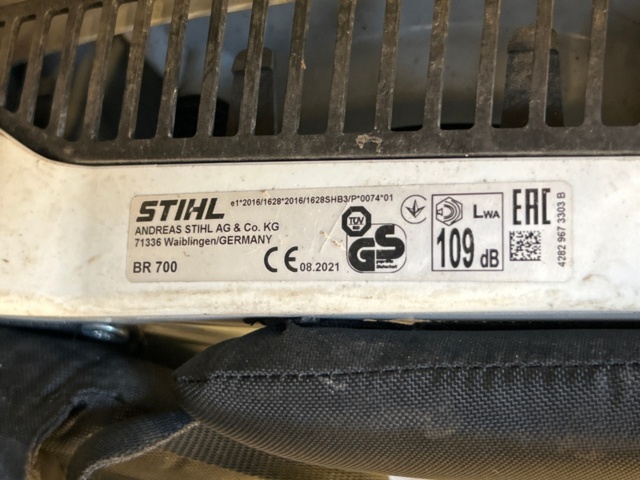 STIHL
e1*2016/1628*2016/1628SHB3/P*0074*01
ANDREAS STIHL AG & Co. KG
71336 Waiblingen/GERMANY
BR 700
CE 08.2021
TÜV
GS
LWA
109 dB
EAC
4282 967 3303 B